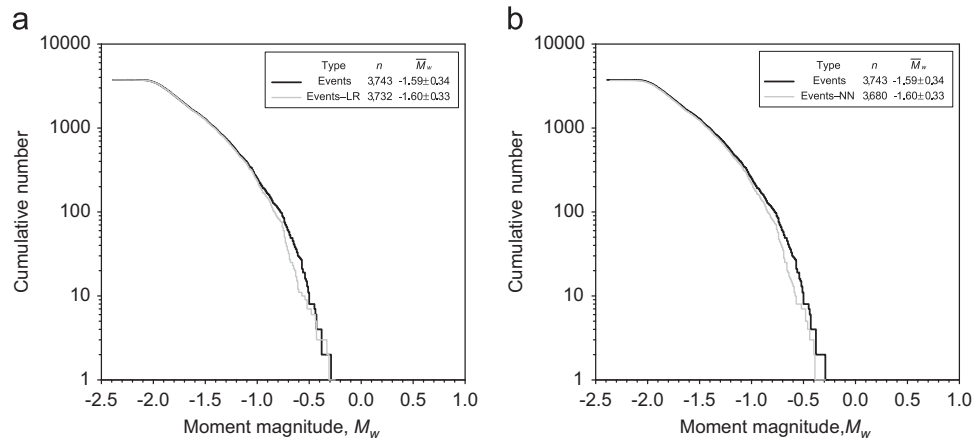 a
10000
1000
100
10
1
Cumulative number
Type n M̅w
Events 3,743 -1.59±0.34
Events–LR 3,732 -1.60±0.33
-2.5 -2.0 -1.5 -1.0 -0.5 0.0 0.5 1.0
Moment magnitude, Mw
b
10000
1000
100
10
1
Cumulative number
Type n M̅w
Events 3,743 -1.59±0.34
Events–NN 3,680 -1.60±0.33
-2.5 -2.0 -1.5 -1.0 -0.5 0.0 0.5 1.0
Moment magnitude,Mw